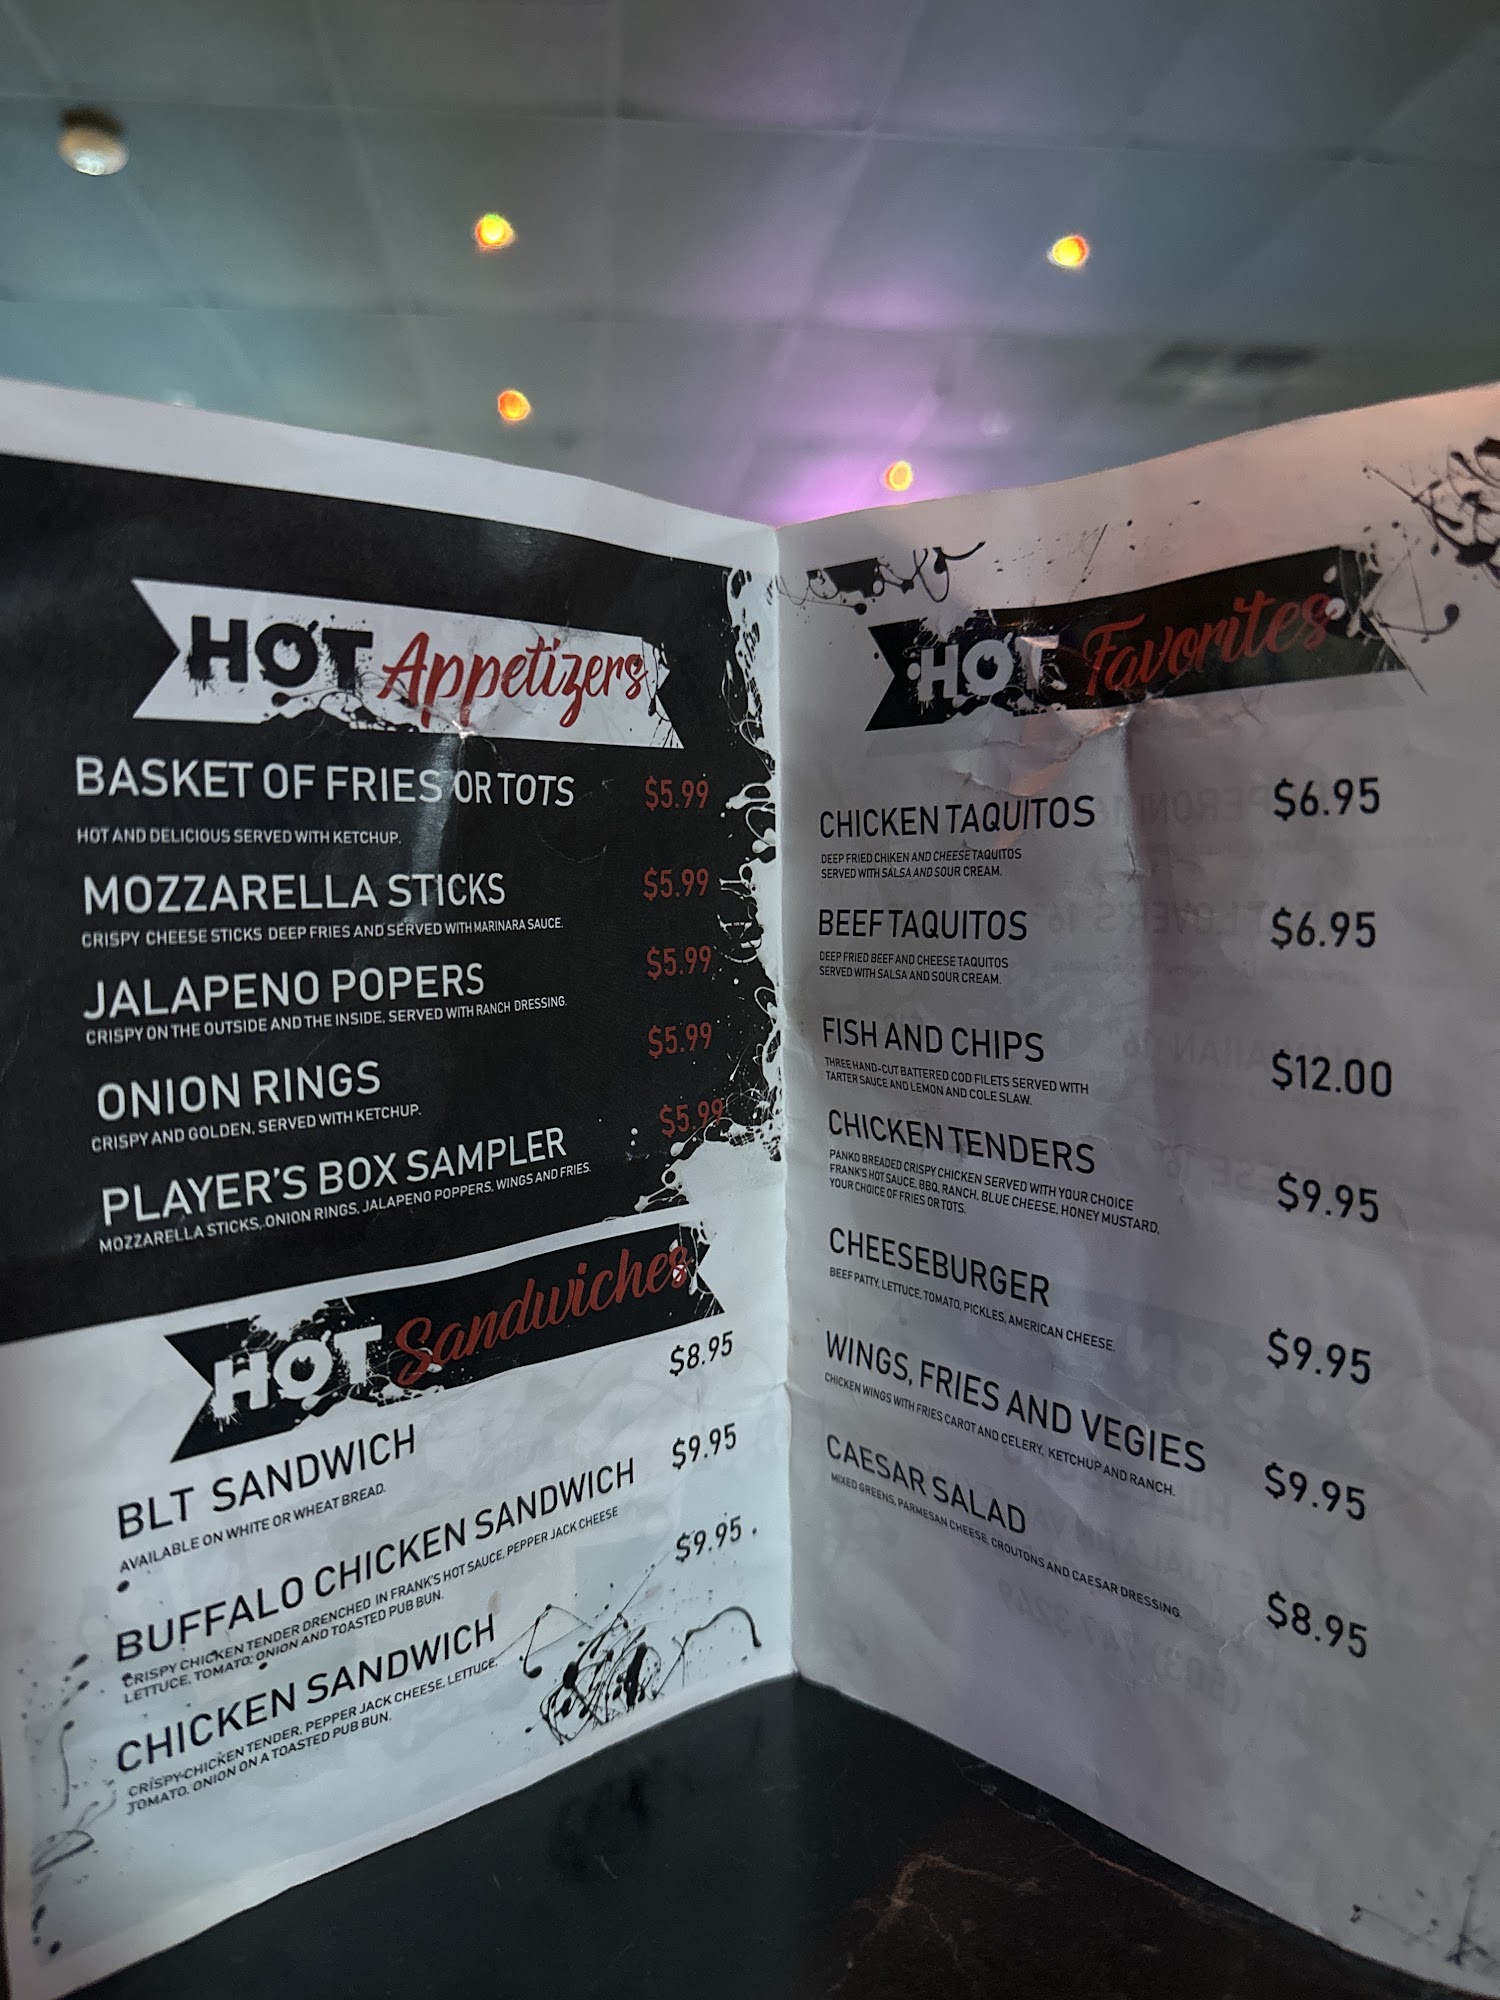 HOT Appetizers
BASKET OF FRIES OR TOTS $5.99
HOT AND DELICIOUS SERVED WITH KETCHUP.
MOZZARELLA STICKS $5.99
CRISPY CHEESE STICKS DEEP FRIES AND SERVED WITH MARINARA SAUCE.
JALAPENO POPERS $5.99
CRISPY ON THE OUTSIDE AND THE INSIDE, SERVED WITH RANCH DRESSING.
ONION RINGS $5.99
CRISPY AND GOLDEN, SERVED WITH KETCHUP.
PLAYER'S BOX SAMPLER $5.99
MOZZARELLA STICKS, ONION RINGS, JALAPENO POPPERS, WINGS AND FRIES.
HOT Sandwiches
BLT SANDWICH $8.95
AVAILABLE ON WHITE OR WHEAT BREAD.
BUFFALO CHICKEN SANDWICH $9.95
CRISPY CHICKEN TENDER DRENCHED IN FRANK'S HOT SAUCE, PEPPER JACK CHEESE
LETTUCE, TOMATO, ONION AND TOASTED PUB BUN.
CHICKEN SANDWICH $9.95
CRISPY CHICKEN TENDER, PEPPER JACK CHEESE, LETTUCE,
TOMATO, ONION ON A TOASTED PUB BUN.
HOT Favorites
CHICKEN TAQUITOS $6.95
DEEP FRIED CHIKEN AND CHEESE TAQUITOS
SERVED WITH SALSA AND SOUR CREAM.
BEEF TAQUITOS $6.95
DEEP FRIED BEEF AND CHEESE TAQUITOS
SERVED WITH SALSA AND SOUR CREAM.
FISH AND CHIPS $12.00
THREE HAND-CUT BATTERED COD FILETS SERVED WITH
TARTER SAUCE AND LEMON AND COLE SLAW.
CHICKEN TENDERS $9.95
PANKO BREADED CRISPY CHICKEN SERVED WITH YOUR CHOICE
FRANK'S HOT SAUCE, BBQ, RANCH, BLUE CHEESE, HONEY MUSTARD,
YOUR CHOICE OF FRIES OR TOTS.
CHEESEBURGER $9.95
BEEF PATTY, LETTUCE, TOMATO, PICKLES, AMERICAN CHEESE.
WINGS, FRIES AND VEGIES $9.95
CHICKEN WINGS WITH FRIES CAROT AND CELERY, KETCHUP AND RANCH.
CAESAR SALAD $8.95
MIXED GREENS, PARMESAN CHEESE, CROUTONS AND CAESAR DRESSING.